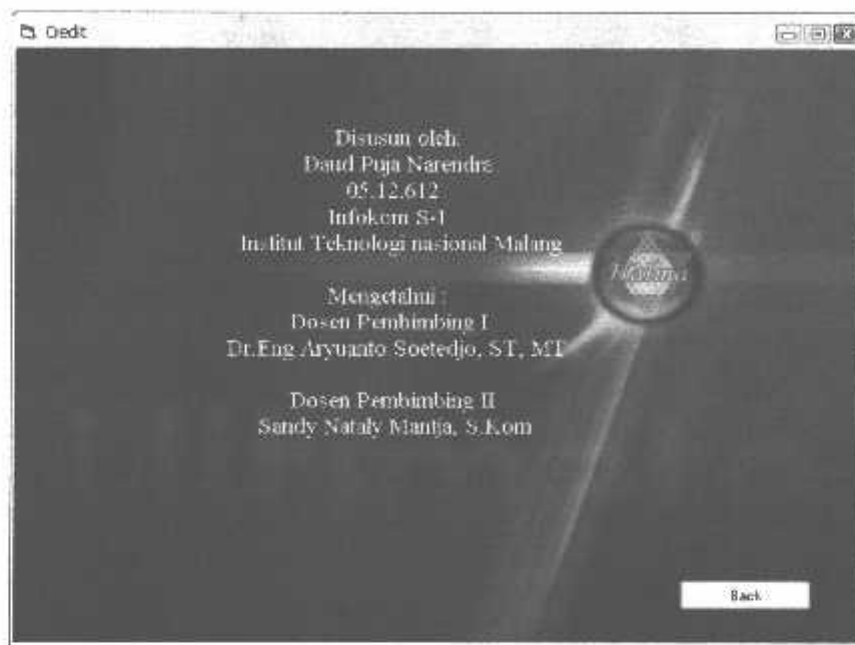 Credit
Disusun oleh:
Daud Puja Narendra
05.12.612
Infokom S-1
Institut Teknologi nasional Malang
Mengetahui :
Dosen Pembimbing I
Dr.Eng Aryuanto Soetedjo, ST, MT
Dosen Pembimbing II
Sandy Nataly Mantja, S.Kom
Back